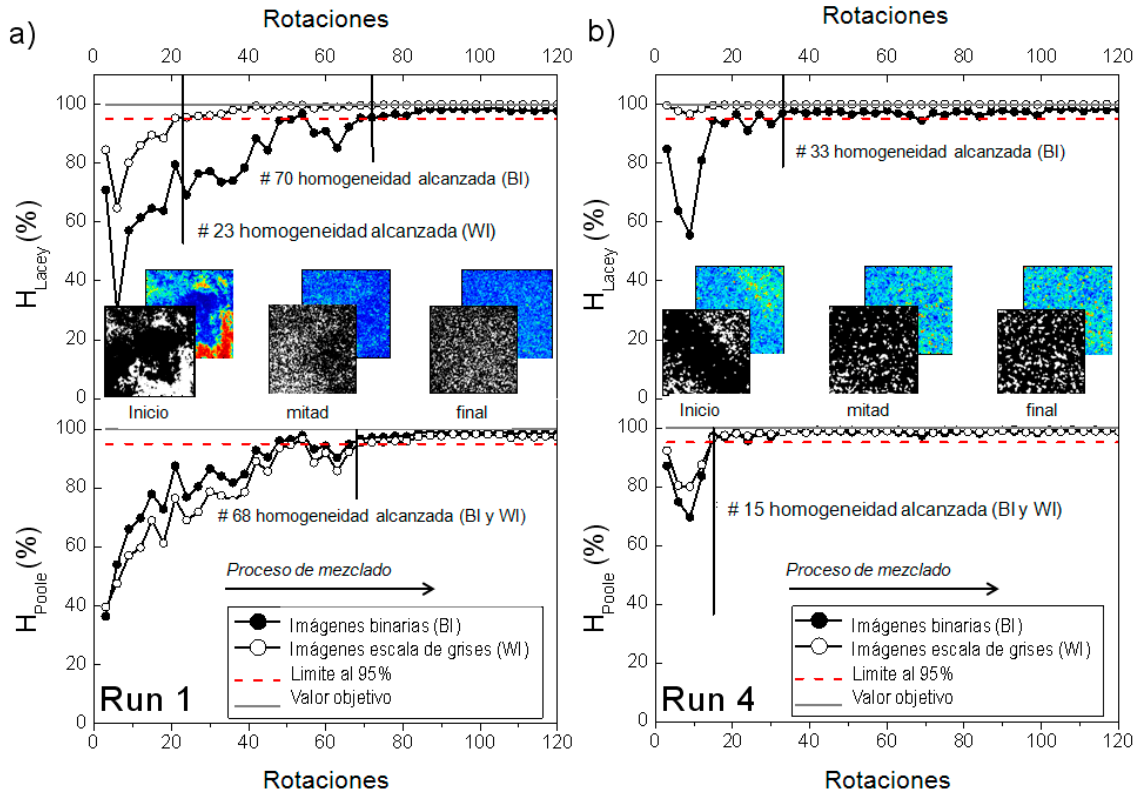 a)
Rotaciones
0 20 40 60 80 100 120
100
80
60
40
20
0
H_Lacey (%)
# 70 homogeneidad alcanzada (BI)
# 23 homogeneidad alcanzada (WI)
Inicio mitad final
100
80
60
40
20
0
H_Poole (%)
# 68 homogeneidad alcanzada (BI y WI)
Proceso de mezclado
Imágenes binarias (BI)
Imágenes escala de grises (WI)
Limite al 95%
Valor objetivo
Run 1
0 20 40 60 80 100 120
Rotaciones
b)
Rotaciones
0 20 40 60 80 100 120
100
80
60
40
20
0
H_Lacey (%)
# 33 homogeneidad alcanzada (BI)
Inicio mitad final
100
80
60
40
20
0
H_Poole (%)
# 15 homogeneidad alcanzada (BI y WI)
Proceso de mezclado
Imágenes binarias (BI)
Imágenes escala de grises (WI)
Limite al 95%
Valor objetivo
Run 4
0 20 40 60 80 100 120
Rotaciones